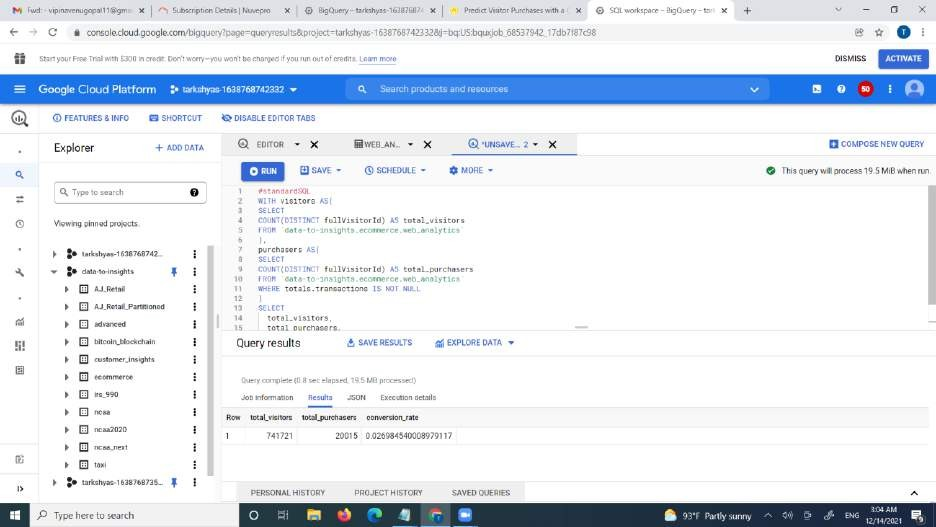 Fwd: - vipinavenugopal11@gma
Subscription Details | Nuvepro
BigQuery – tarkshyas-16387687
Predict Visitor Purchases with a
SQL workspace – BigQuery – tark
console.cloud.google.com/bigquery?page=queryresults&project=tarkshyas-1638768742332&j=bq:US:bquxjob_68537942_17db7f87c98
Start your Free Trial with $300 in credit. Don't worry—you won't be charged if you run out of credits. Learn more
DISMISS
ACTIVATE
Google Cloud Platform
tarkshyas-1638768742332
Search products and resources
50
FEATURES & INFO
SHORTCUT
DISABLE EDITOR TABS
Explorer
+ ADD DATA
EDITOR
WEB_AN...
*UNSAVE... 2
COMPOSE NEW QUERY
RUN
SAVE
SCHEDULE
MORE
This query will process 19.5 MiB when run.
Type to search
Viewing pinned projects.
tarkshyas-1638768742...
data-to-insights
AJ_Retail
AJ_Retail_Partitioned
advanced
bitcoin_blockchain
customer_insights
ecommerce
irs_990
ncaa
ncaa2020
ncaa_next
taxi
tarkshyas-1638768735...
1 #standardSQL
2 WITH visitors AS(
3 SELECT
4 COUNT(DISTINCT fullVisitorId) AS total_visitors
5 FROM `data-to-insights.ecommerce.web_analytics`
6 ),
7 purchasers AS(
8 SELECT
9 COUNT(DISTINCT fullVisitorId) AS total_purchasers
10 FROM `data-to-insights.ecommerce.web_analytics`
11 WHERE totals.transactions IS NOT NULL
12 )
13 SELECT
14 total_visitors,
15 total_purchasers,
Query results
SAVE RESULTS
EXPLORE DATA
Query complete (0.8 sec elapsed, 19.5 MB processed)
Job information
Results
JSON
Execution details
Row total_visitors total_purchasers conversion_rate
1 741721 20015 0.026984540008979117
PERSONAL HISTORY
PROJECT HISTORY
SAVED QUERIES
Type here to search
93°F Partly sunny
ENG
3:04 AM
12/14/2021